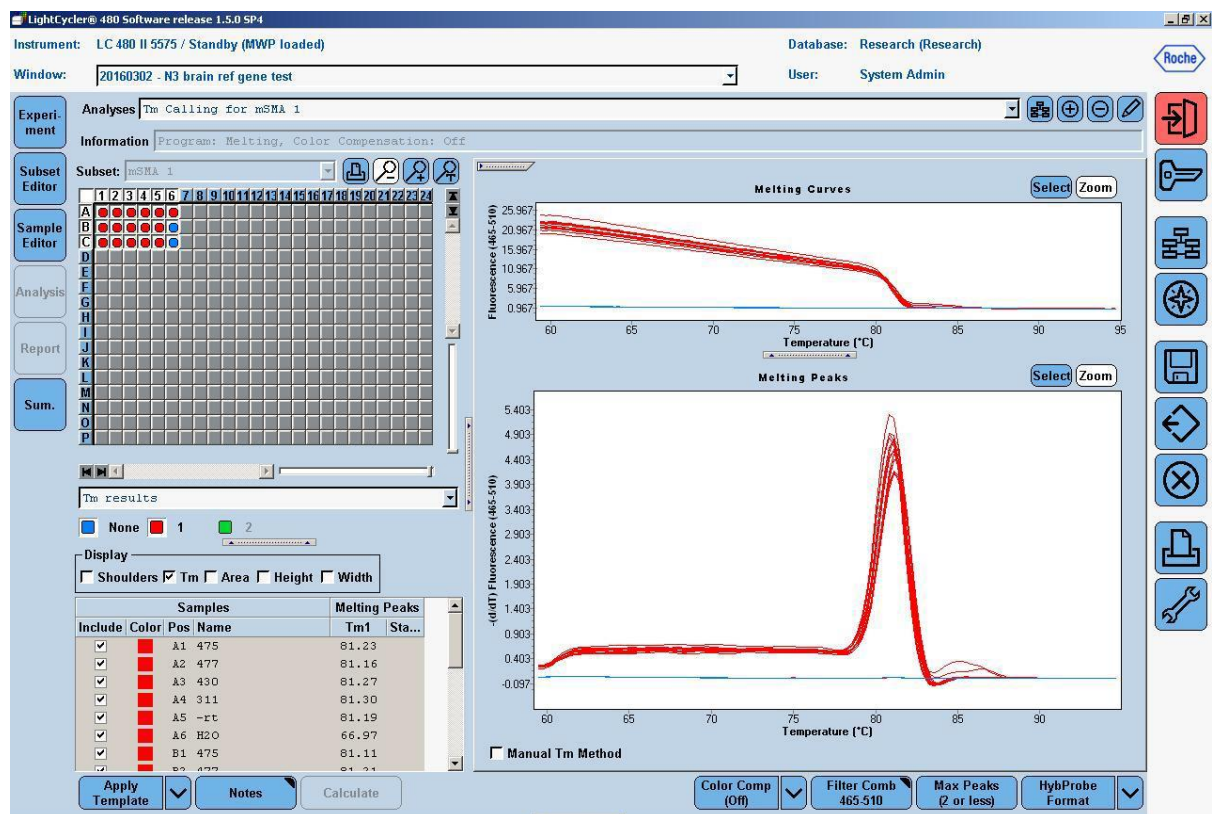 LightCycler® 480 Software release 1.5.0 SP4
Instrument: LC 480 II 5575 / Standby (MWP loaded) Database: Research (Research)
Window: 20160302 - N3 brain ref gene test User: System Admin
Roche
Experi-
ment
Subset
Editor
Sample
Editor
Analysis
Report
Sum.
Analyses Tm Calling for mSMA 1
Information Program: Melting, Color Compensation: Off
Subset: mSMA 1
1 2 3 4 5 6 7 8 9 10 11 12 13 14 15 16 17 18 19 20 21 22 23 24
A
B
C
D
E
F
G
H
I
J
K
L
M
N
O
P
Tm results
None 1 2
Display
Shoulders Tm Area Height Width
Samples Melting Peaks
Include Color Pos Name Tm1 Sta...
A1 475 81.23
A2 477 81.16
A3 430 81.27
A4 311 81.30
A5 -rt 81.19
A6 H2O 66.97
B1 475 81.11
Melting Curves
Select Zoom
Fluorescence (465-510)
25.967
20.967
15.967
10.967
5.967
0.967
60 65 70 75 80 85 90 95
Temperature (°C)
Melting Peaks
Select Zoom
-(d/dT) Fluorescence (465-510)
5.403
4.903
4.403
3.903
3.403
2.903
2.403
1.903
1.403
0.903
0.403
-0.097
60 65 70 75 80 85 90
Temperature (°C)
Manual Tm Method
Apply
Template
Notes
Calculate
Color Comp
(Off)
Filter Comb
465-510
Max Peaks
(2 or less)
HybProbe
Format